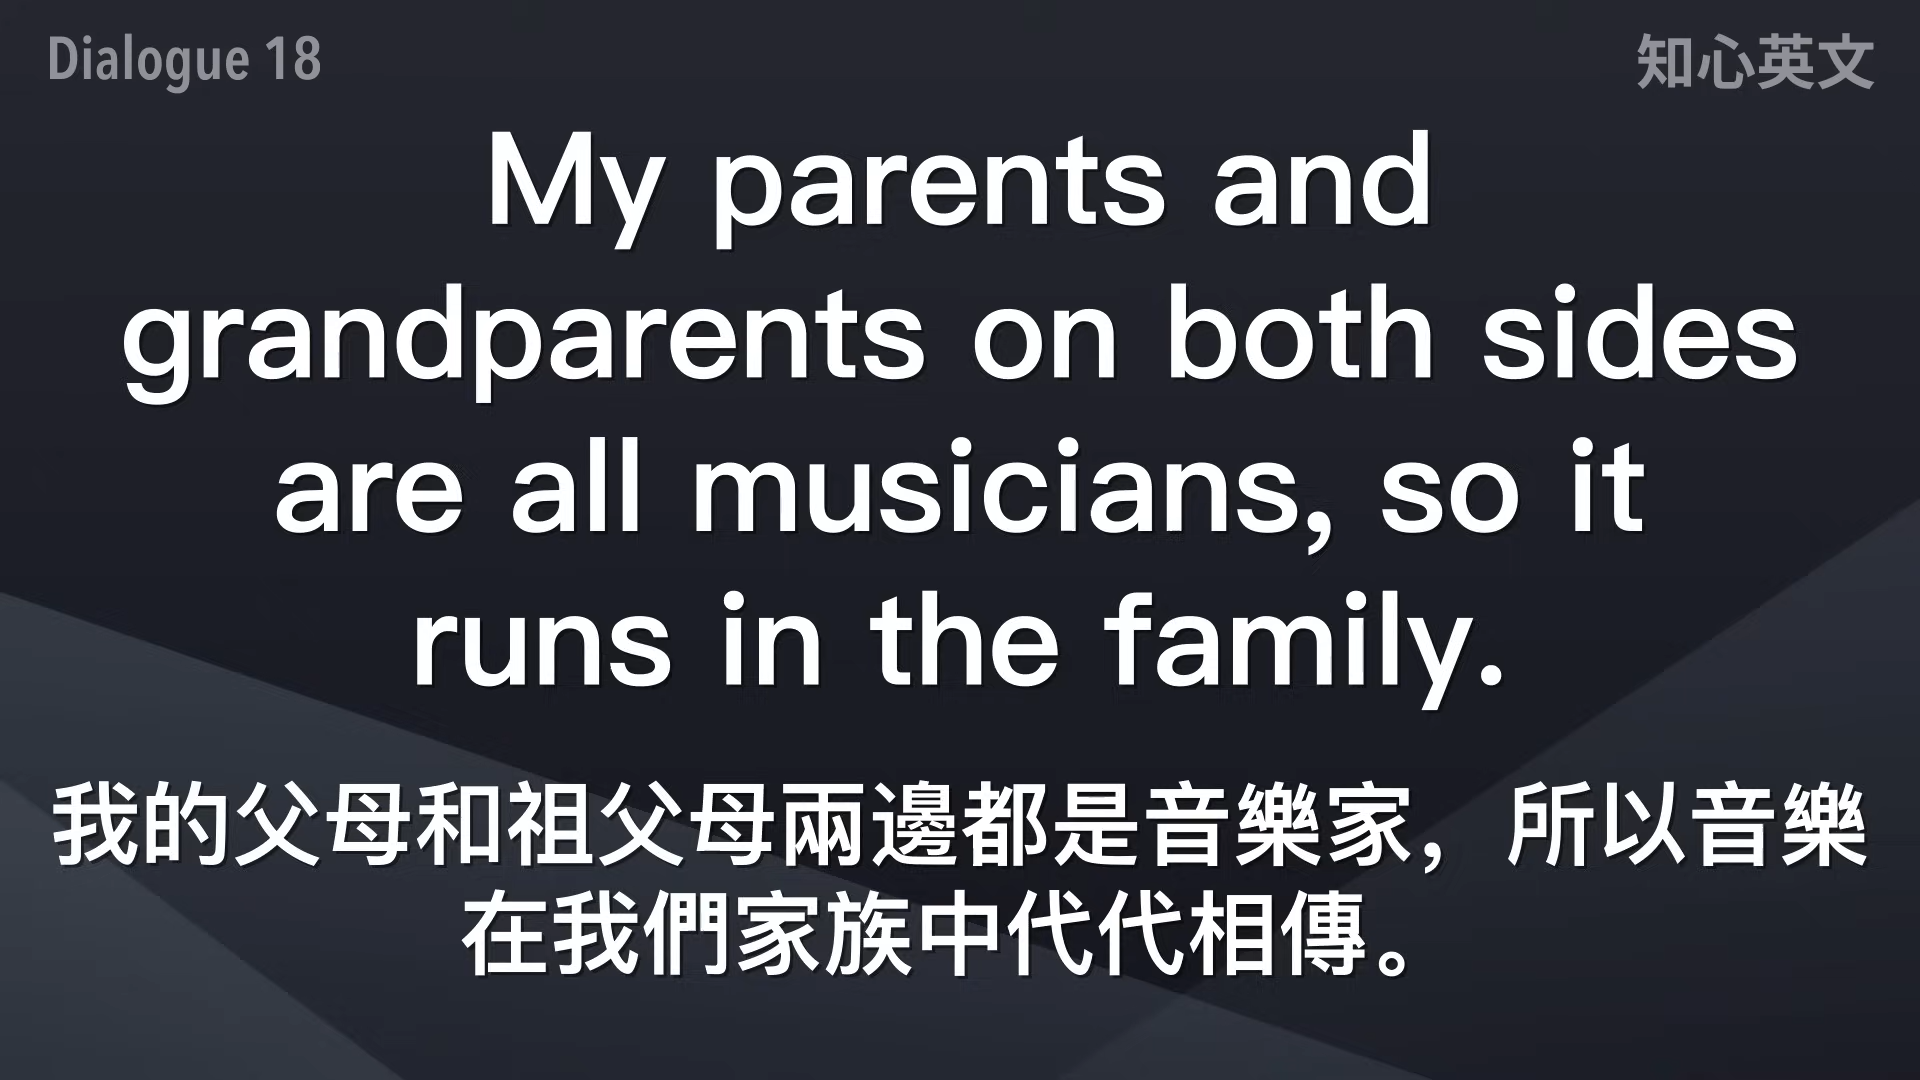 Dialogue 18
知心英文
My parents and
grandparents on both sides
are all musicians, so it
runs in the family.
我的父母和祖父母兩邊都是音樂家，所以音樂
在我們家族中代代相傳。